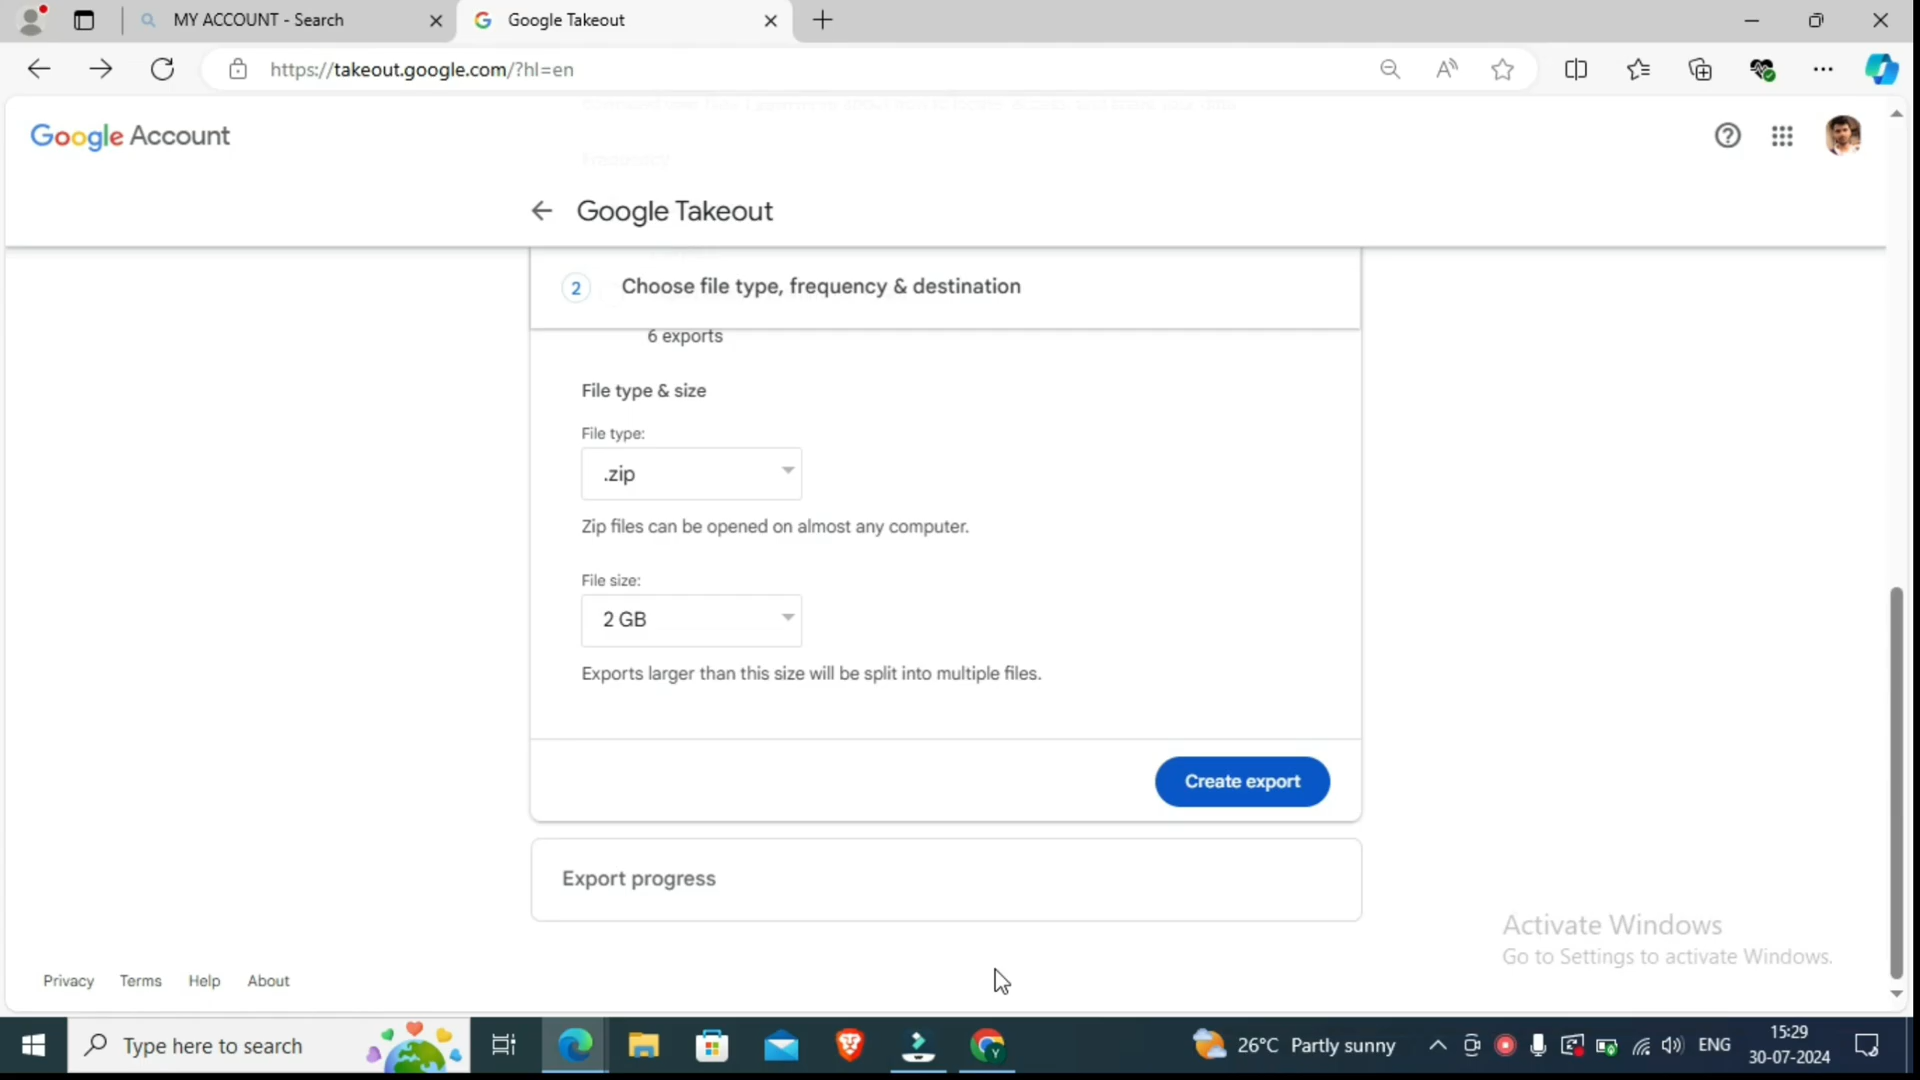 MY ACCOUNT - Search
Google Takeout
https://takeout.google.com/?hl=en
Google Account
Frequency
Google Takeout
2 Choose file type, frequency & destination
6 exports
File type & size
File type:
.zip
Zip files can be opened on almost any computer.
File size:
2 GB
Exports larger than this size will be split into multiple files.
Create export
Export progress
Activate Windows
Go to Settings to activate Windows.
Privacy Terms Help About
Type here to search
26°C Partly sunny
ENG
15:29
30-07-2024